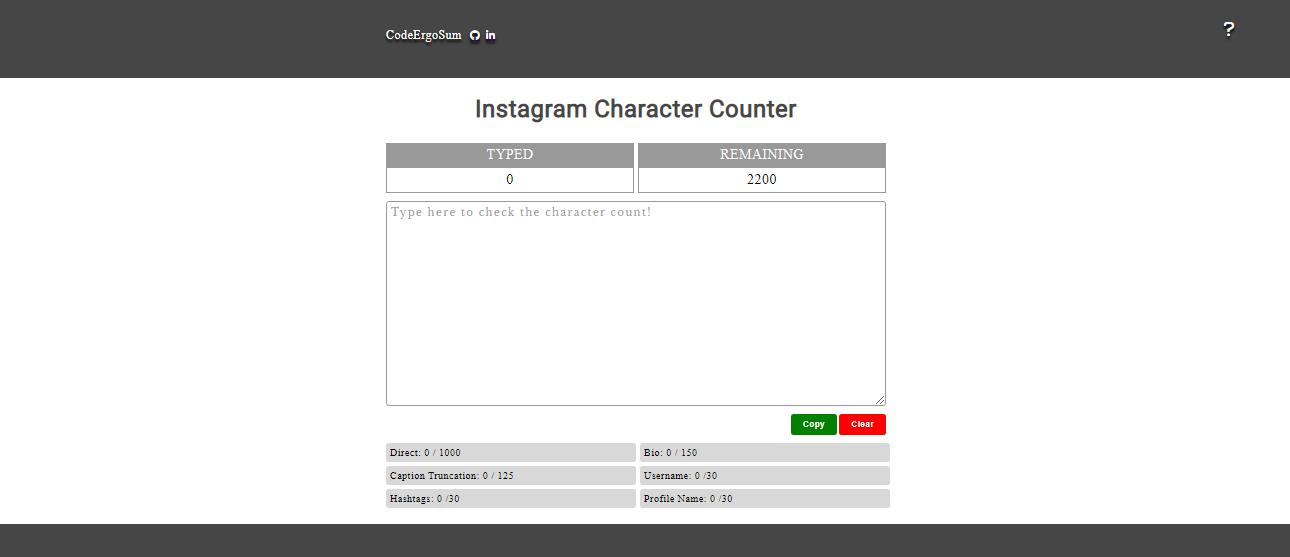 CodeErgoSum in
?
Instagram Character Counter
TYPED REMAINING
0 2200
Type here to check the character count!
Copy Clear
Direct: 0 / 1000 Bio: 0 / 150
Caption Truncation: 0 / 125 Username: 0 /30
Hashtags: 0 /30 Profile Name: 0 /30